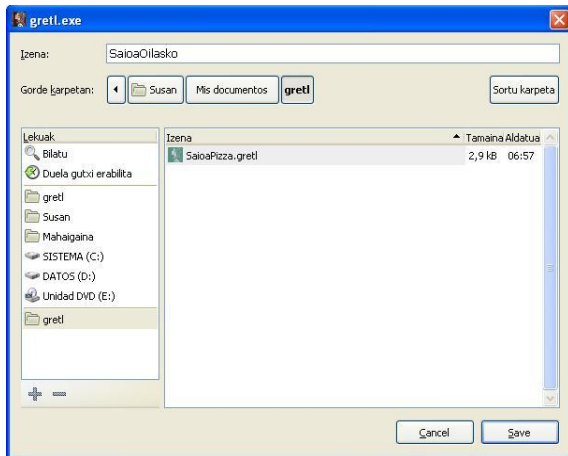 gretl.exe
Izena: SaioaOilasko
Gorde karpetan: Susan Mis documentos gretl Sortu karpeta
Lekuak
Bilatu
Duela gutxi erabilita
gretl
Susan
Mahaigaina
SISTEMA (C:)
DATOS (D:)
Unidad DVD (E:)
gretl
Izena Tamaina Aldatua
SaioaPizza.gretl 2,9 kB 06:57
Cancel Save